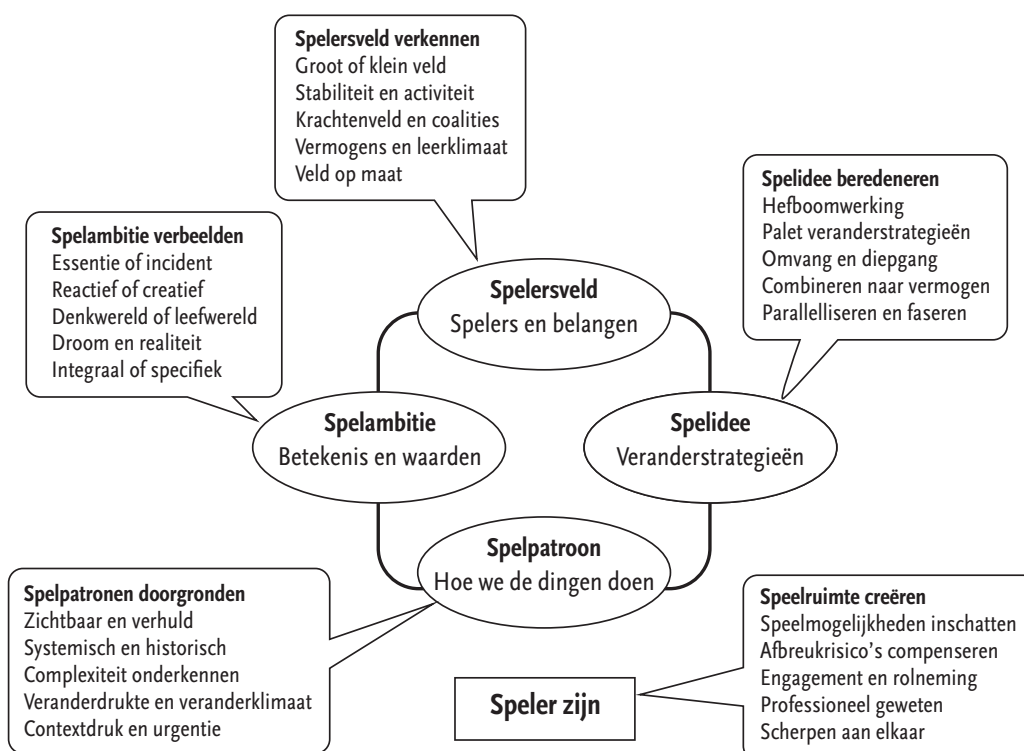 Spelersveld verkennen
Groot of klein veld
Stabiliteit en activiteit
Krachtenveld en coalities
Vermogens en leerklimaat
Veld op maat
Spelidee beredeneren
Hefboomwerking
Palet veranderstrategieën
Omvang en diepgang
Combineren naar vermogen
Parallelliseren en faseren
Spelambitie verbeelden
Essentie of incident
Reactief of creatief
Denkwereld of leefwereld
Droom en realiteit
Integraal of specifiek
Spelersveld
Spelers en belangen
Spelambitie
Betekenis en waarden
Spelidee
Veranderstrategieën
Spelpatroon
Hoe we de dingen doen
Spelpatronen doorgronden
Zichtbaar en verhuld
Systemisch en historisch
Complexiteit onderkennen
Veranderdrukte en veranderklimaat
Contextdruk en urgentie
Speler zijn
Speelruimte creëren
Speelmogelijkheden inschatten
Afbreukrisico's compenseren
Engagement en rolneming
Professioneel geweten
Scherpen aan elkaar